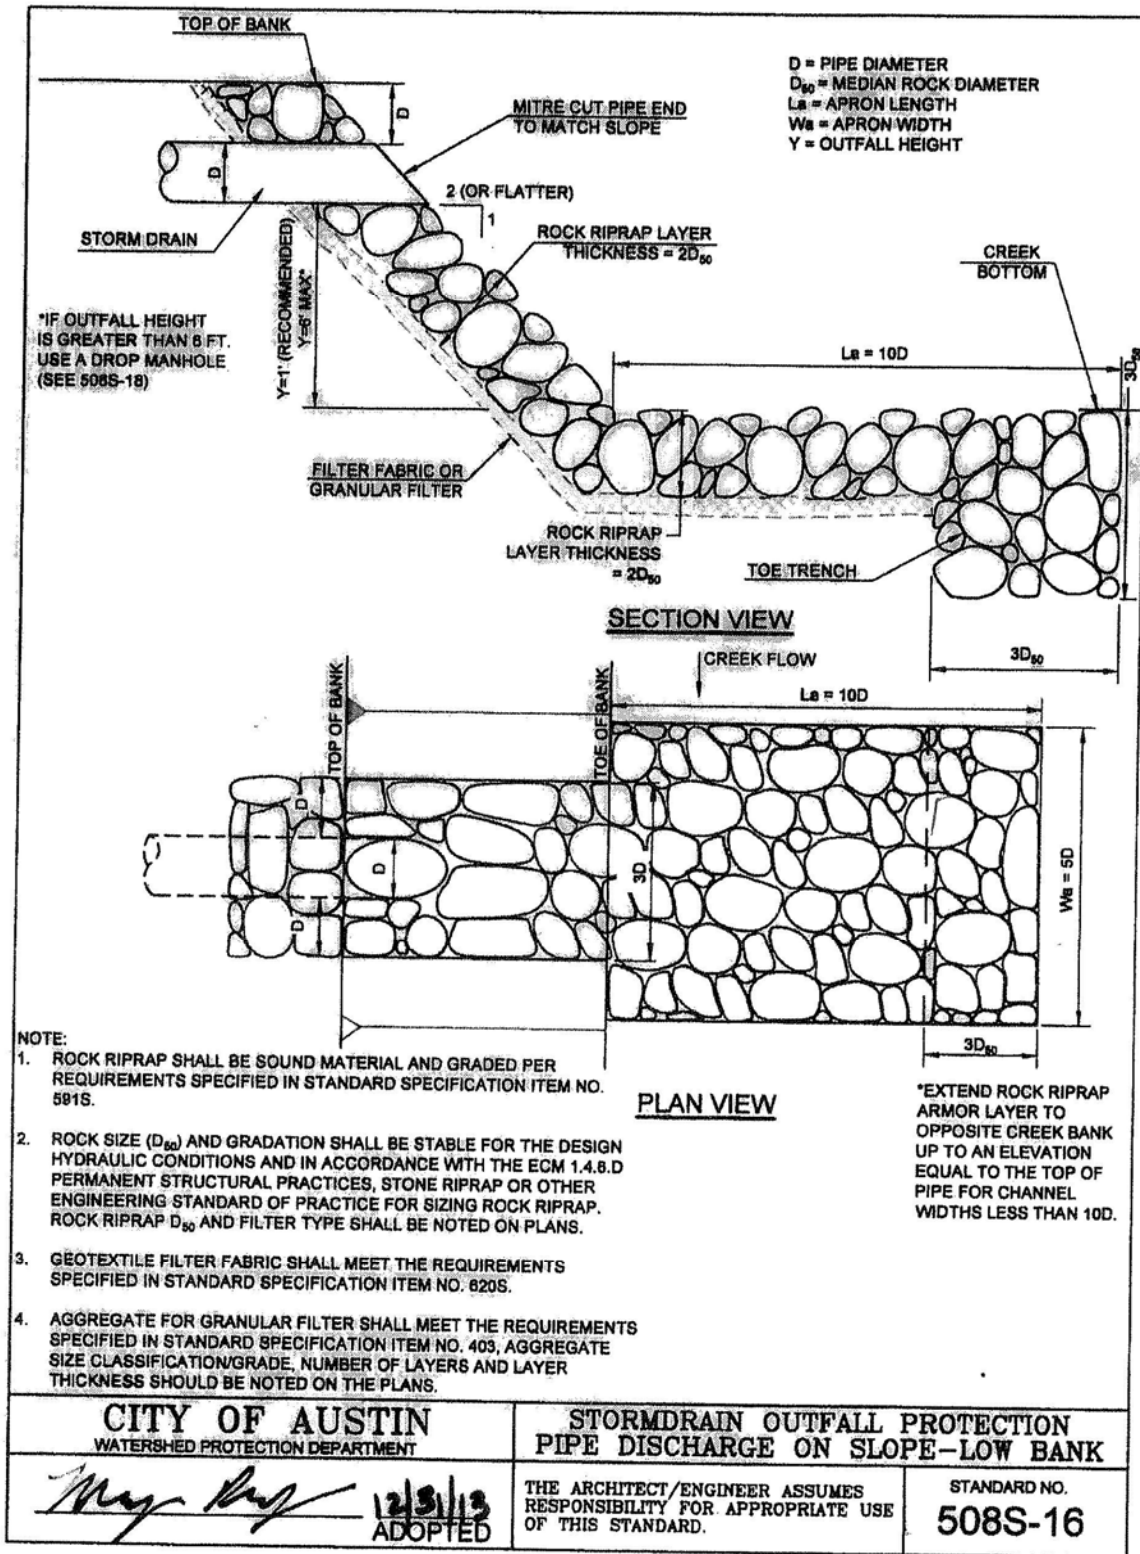 TOP OF BANK
D = PIPE DIAMETER
D50 = MEDIAN ROCK DIAMETER
La = APRON LENGTH
Wa = APRON WIDTH
Y = OUTFALL HEIGHT
D
MITRE CUT PIPE END
TO MATCH SLOPE
D
2 (OR FLATTER)
1
STORM DRAIN
ROCK RIPRAP LAYER
THICKNESS = 2D50
CREEK
BOTTOM
Y=1' (RECOMMENDED)
Y=6' MAX*
*IF OUTFALL HEIGHT
IS GREATER THAN 6 FT.
USE A DROP MANHOLE
(SEE 508S-18)
La = 10D
3D50
FILTER FABRIC OR
GRANULAR FILTER
ROCK RIPRAP
LAYER THICKNESS
= 2D50
TOE TRENCH
SECTION VIEW
3D50
CREEK FLOW
La = 10D
TOP OF BANK
TOE OF BANK
D
D
D
3D
Wa = 5D
3D50
PLAN VIEW
*EXTEND ROCK RIPRAP
ARMOR LAYER TO
OPPOSITE CREEK BANK
UP TO AN ELEVATION
EQUAL TO THE TOP OF
PIPE FOR CHANNEL
WIDTHS LESS THAN 10D.
NOTE:
1. ROCK RIPRAP SHALL BE SOUND MATERIAL AND GRADED PER
REQUIREMENTS SPECIFIED IN STANDARD SPECIFICATION ITEM NO.
591S.
2. ROCK SIZE (D50) AND GRADATION SHALL BE STABLE FOR THE DESIGN
HYDRAULIC CONDITIONS AND IN ACCORDANCE WITH THE ECM 1.4.6.D
PERMANENT STRUCTURAL PRACTICES, STONE RIPRAP OR OTHER
ENGINEERING STANDARD OF PRACTICE FOR SIZING ROCK RIPRAP.
ROCK RIPRAP D50 AND FILTER TYPE SHALL BE NOTED ON PLANS.
3. GEOTEXTILE FILTER FABRIC SHALL MEET THE REQUIREMENTS
SPECIFIED IN STANDARD SPECIFICATION ITEM NO. 620S.
4. AGGREGATE FOR GRANULAR FILTER SHALL MEET THE REQUIREMENTS
SPECIFIED IN STANDARD SPECIFICATION ITEM NO. 403, AGGREGATE
SIZE CLASSIFICATION/GRADE, NUMBER OF LAYERS AND LAYER
THICKNESS SHOULD BE NOTED ON THE PLANS.
CITY OF AUSTIN
WATERSHED PROTECTION DEPARTMENT
STORMDRAIN OUTFALL PROTECTION
PIPE DISCHARGE ON SLOPE-LOW BANK
12/31/13
ADOPTED
THE ARCHITECT/ENGINEER ASSUMES
RESPONSIBILITY FOR APPROPRIATE USE
OF THIS STANDARD.
STANDARD NO.
508S-16